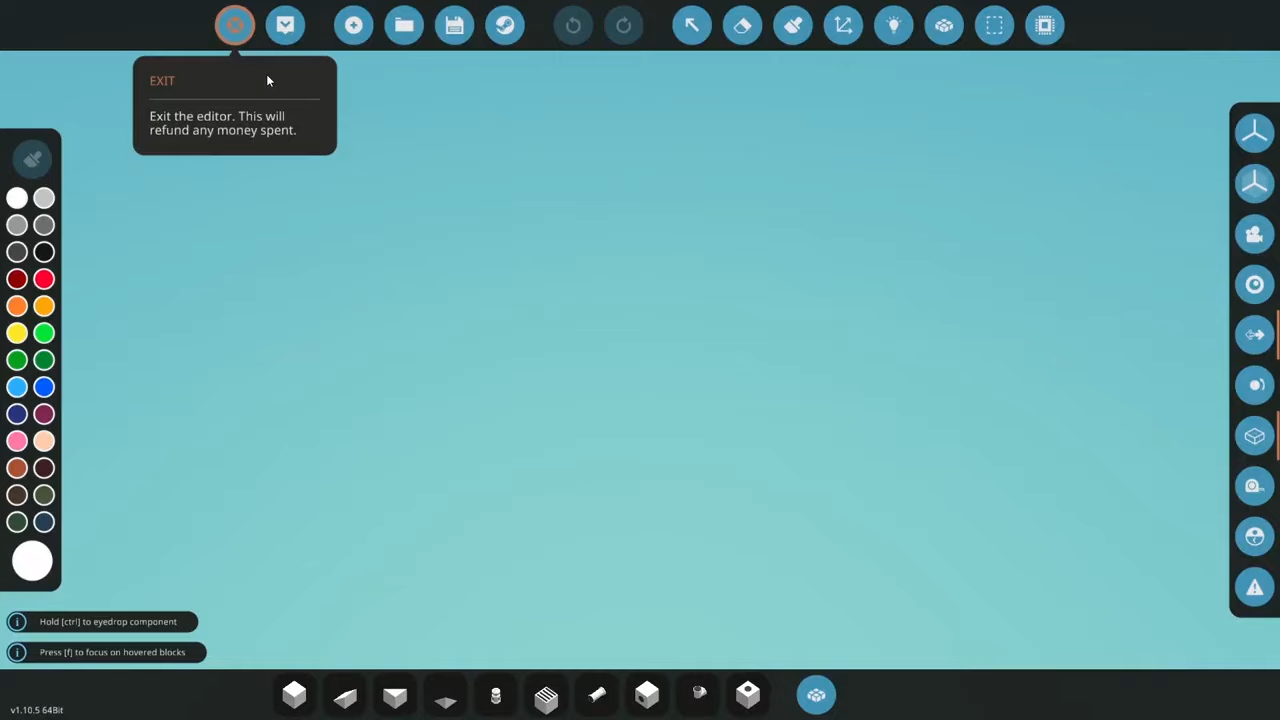 EXIT
Exit the editor. This will
refund any money spent.
Hold [ctrl] to eyedrop component
Press [f] to focus on hovered blocks
v1.10.5 64Bit